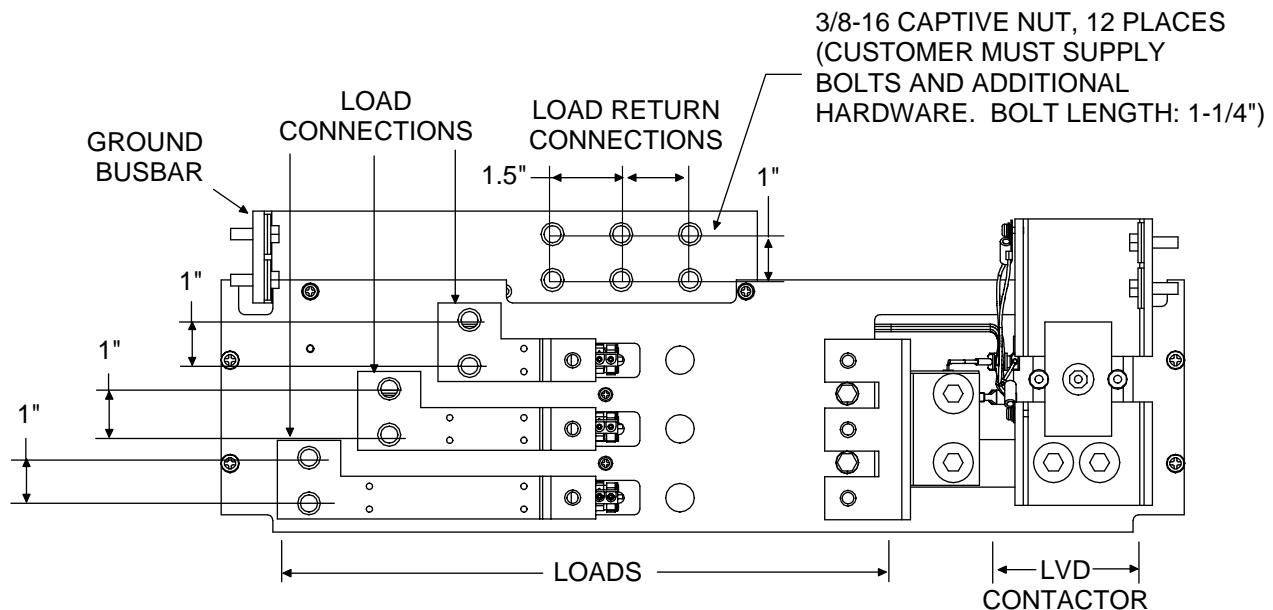 3/8-16 CAPTIVE NUT, 12 PLACES
(CUSTOMER MUST SUPPLY
BOLTS AND ADDITIONAL
HARDWARE.  BOLT LENGTH: 1-1/4")
LOAD
CONNECTIONS
LOAD RETURN
CONNECTIONS
GROUND
BUSBAR
1.5"
1"
1"
1"
1"
LOADS
LVD
CONTACTOR